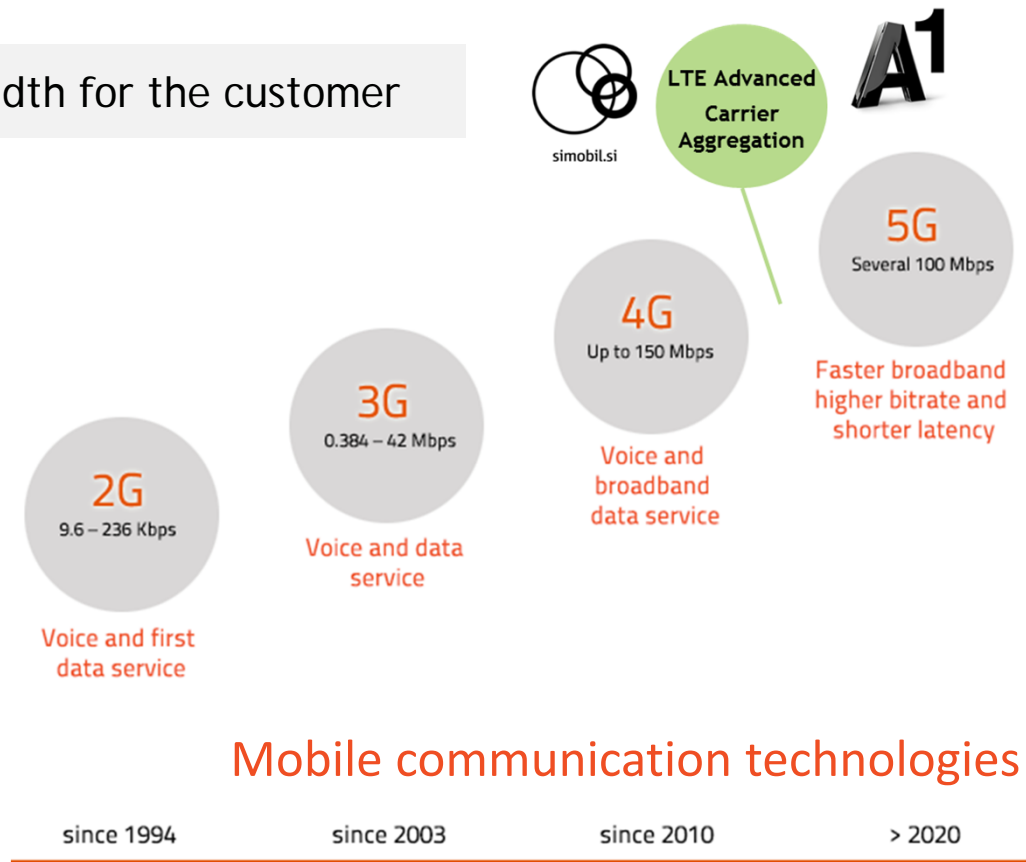 dth for the customer
simobil.si
LTE Advanced
Carrier
Aggregation
A1
5G
Several 100 Mbps
Faster broadband
higher bitrate and
shorter latency
4G
Up to 150 Mbps
Voice and
broadband
data service
3G
0.384 – 42 Mbps
Voice and data
service
2G
9.6 – 236 Kbps
Voice and first
data service
Mobile communication technologies
since 1994
since 2003
since 2010
> 2020